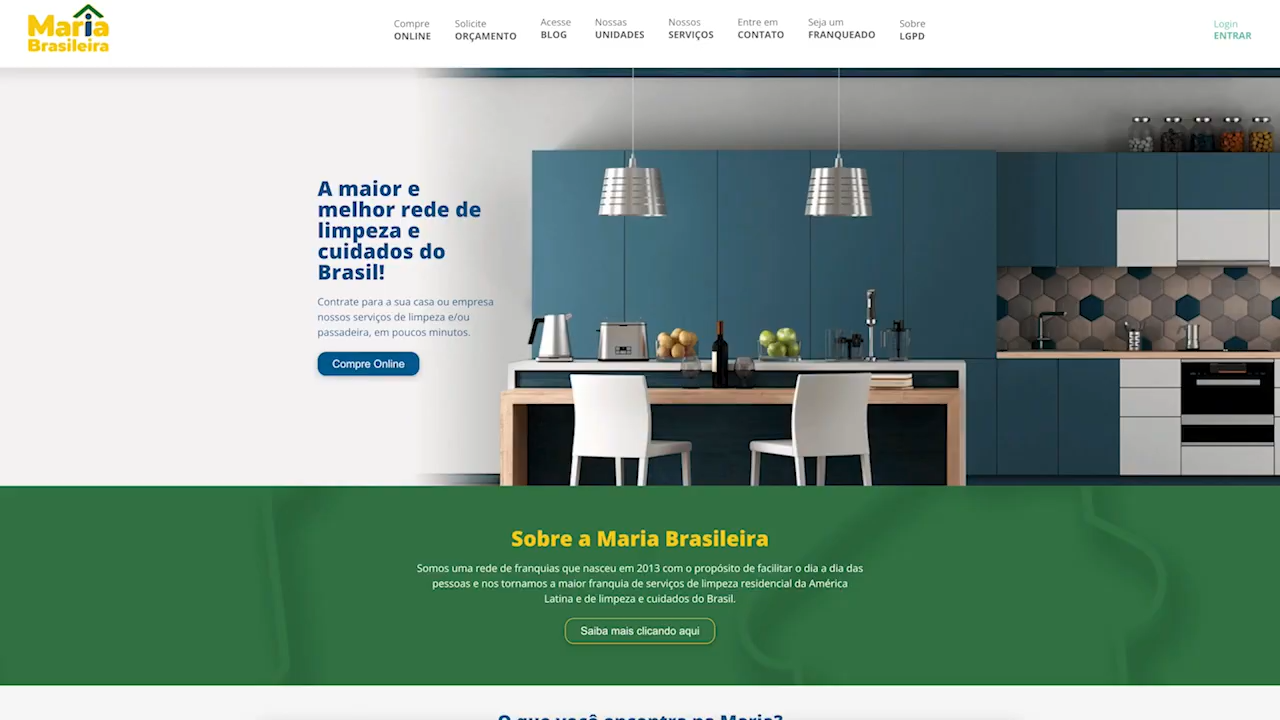 Maria
Brasileira
Compre
ONLINE
Solicite
ORÇAMENTO
Acesse
BLOG
Nossas
UNIDADES
Nossos
SERVIÇOS
Entre em
CONTATO
Seja um
FRANQUEADO
Sobre
LGPD
Login
ENTRAR
A maior e
melhor rede de
limpeza e
cuidados do
Brasil!
Contrate para a sua casa ou empresa
nossos serviços de limpeza e/ou
passadeira, em poucos minutos.
Compre Online
Sobre a Maria Brasileira
Somos uma rede de franquias que nasceu em 2013 com o propósito de facilitar o dia a dia das
pessoas e nos tornamos a maior franquia de serviços de limpeza residencial da América
Latina e de limpeza e cuidados do Brasil.
Saiba mais clicando aqui
O que você encontra na Maria?